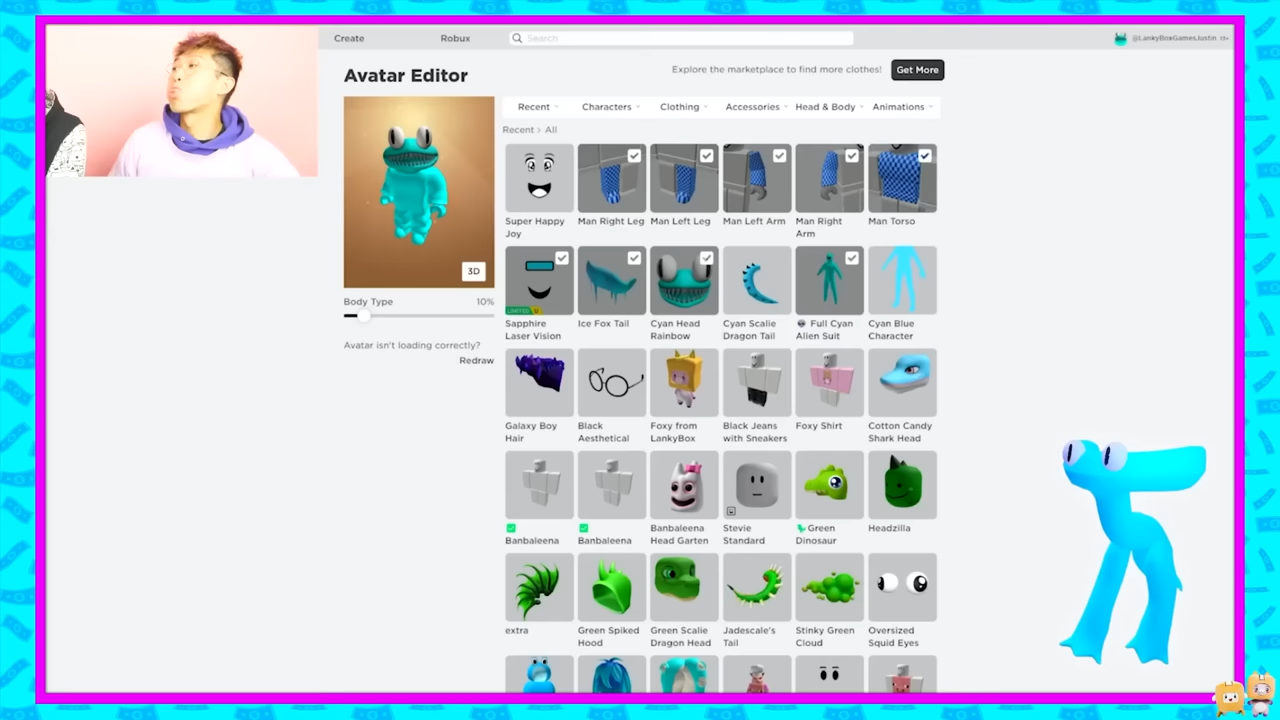 Create
Robux
Search
@LankyBoxGamesJustin 13+
Avatar Editor
Explore the marketplace to find more clothes!
Get More
Recent
Characters
Clothing
Accessories
Head & Body
Animations
Recent > All
3D
Body Type
10%
Avatar isn't loading correctly?
Redraw
Super Happy
Joy
Man Right Leg
Man Left Leg
Man Left Arm
Man Right
Arm
Man Torso
LIMITED U
Sapphire
Laser Vision
Ice Fox Tail
Cyan Head
Rainbow
Cyan Scalie
Dragon Tail
Full Cyan
Alien Suit
Cyan Blue
Character
Galaxy Boy
Hair
Black
Aesthetical
Foxy from
LankyBox
Black Jeans
with Sneakers
Foxy Shirt
Cotton Candy
Shark Head
Banbaleena
Banbaleena
Banbaleena
Head Garten
Stevie
Standard
Green
Dinosaur
Headzilla
extra
Green Spiked
Hood
Green Scalie
Dragon Head
Jadescale's
Tail
Stinky Green
Cloud
Oversized
Squid Eyes